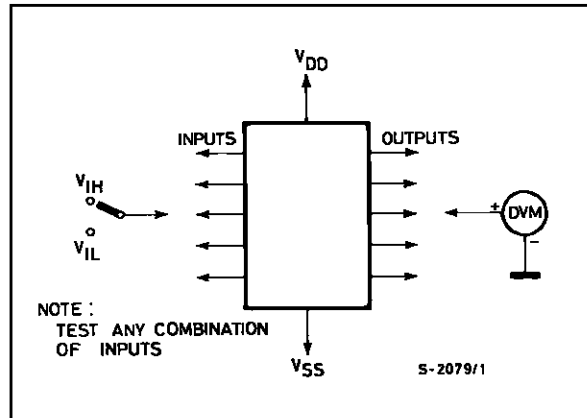 VDD
INPUTS
OUTPUTS
VIH
VIL
+
DVM
-
NOTE :
TEST ANY COMBINATION
OF INPUTS
VSS
S-2079/1